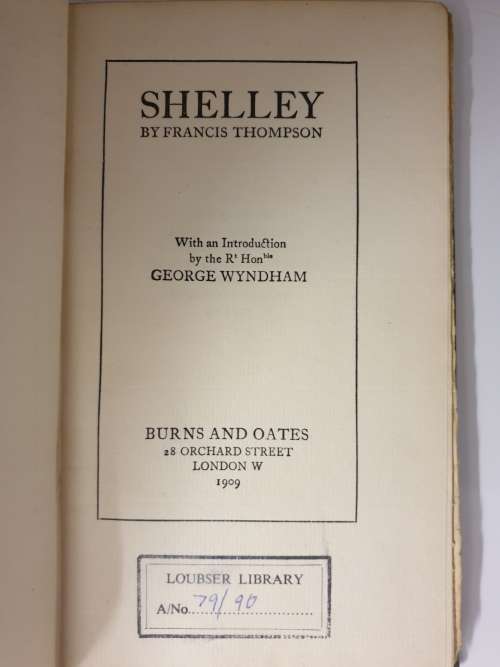 SHELLEY
BY FRANCIS THOMPSON
With an Introduction
by the Rt Honble
GEORGE WYNDHAM
BURNS AND OATES
28 ORCHARD STREET
LONDON W
1909
LOUBSER LIBRARY
A/No. 79/90